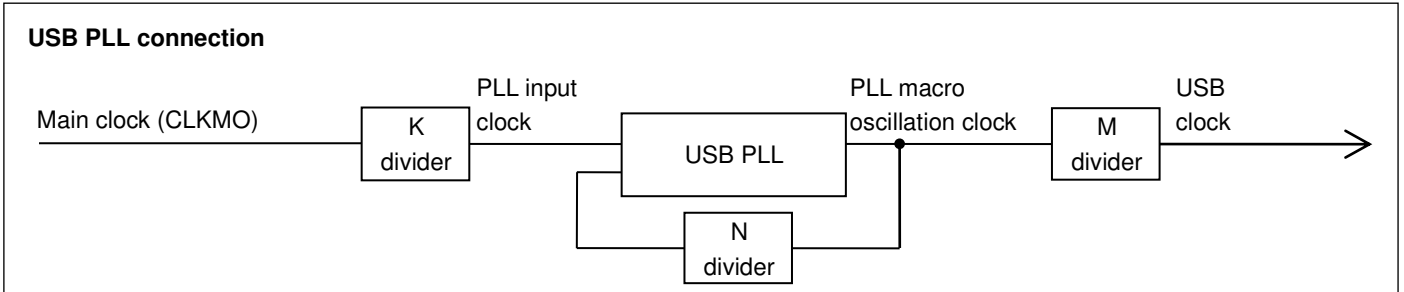 USB PLL connection
Main clock (CLKMO)
K
divider
PLL input
clock
USB PLL
PLL macro
oscillation clock
M
divider
USB
clock
N
divider